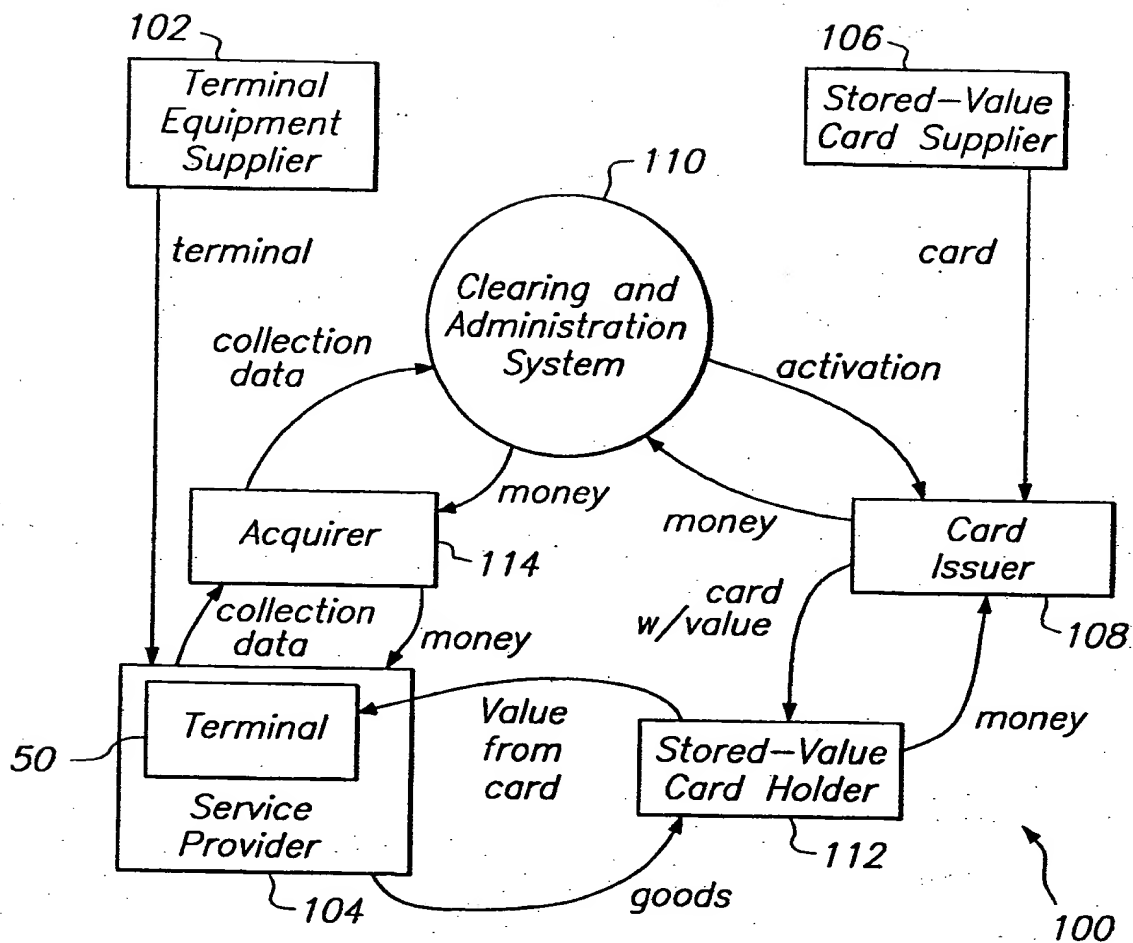 102
Terminal
Equipment
Supplier
106
Stored-Value
Card Supplier
110
terminal
card
Clearing and
Administration
System
collection
data
activation
money
money
Acquirer
114
Card
Issuer
108
collection
data
money
card
w/value
money
Terminal
50
Service
Provider
104
Value
from
card
Stored-Value
Card Holder
112
goods
100